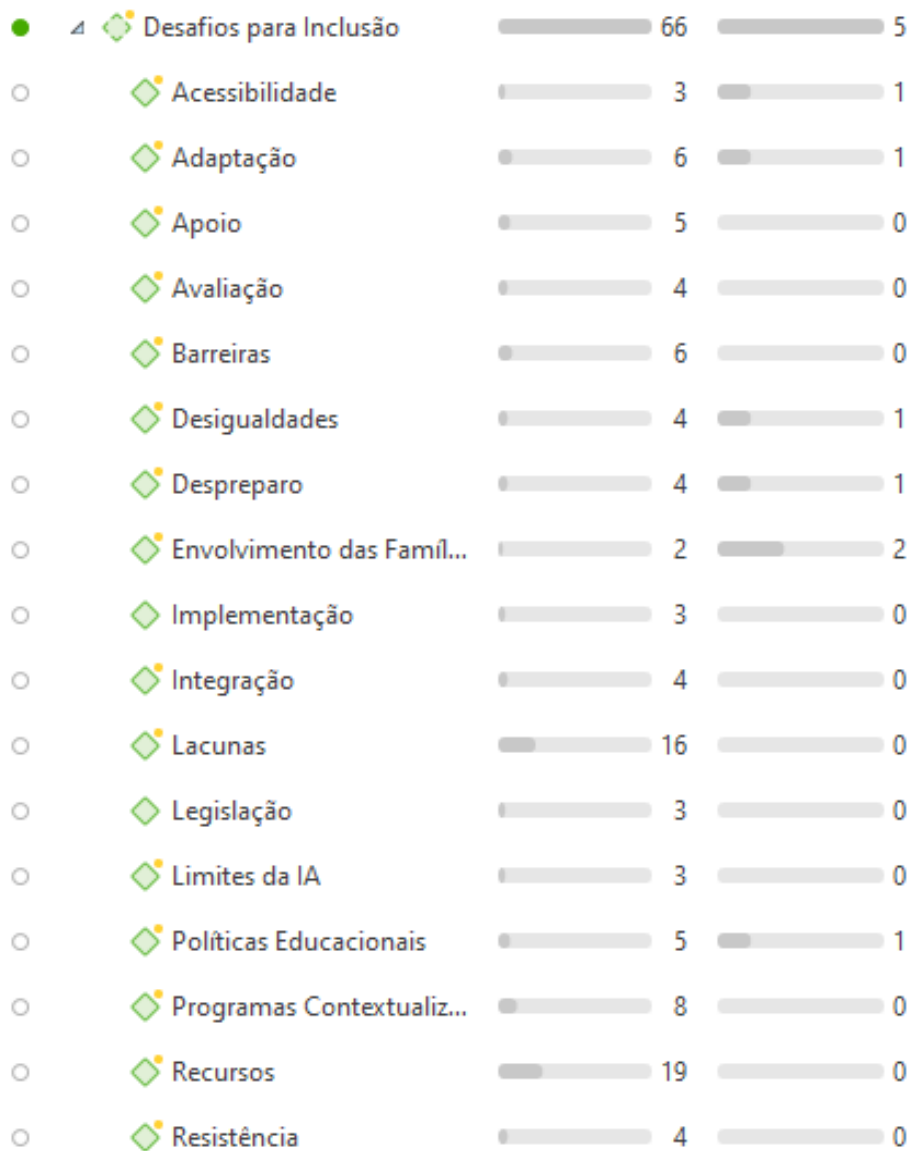 Desafios para Inclusão 66 5
Acessibilidade 3 1
Adaptação 6 1
Apoio 5 0
Avaliação 4 0
Barreiras 6 0
Desigualdades 4 1
Despreparo 4 1
Envolvimento das Famíl... 2 2
Implementação 3 0
Integração 4 0
Lacunas 16 0
Legislação 3 0
Limites da IA 3 0
Políticas Educacionais 5 1
Programas Contextualiz... 8 0
Recursos 19 0
Resistência 4 0